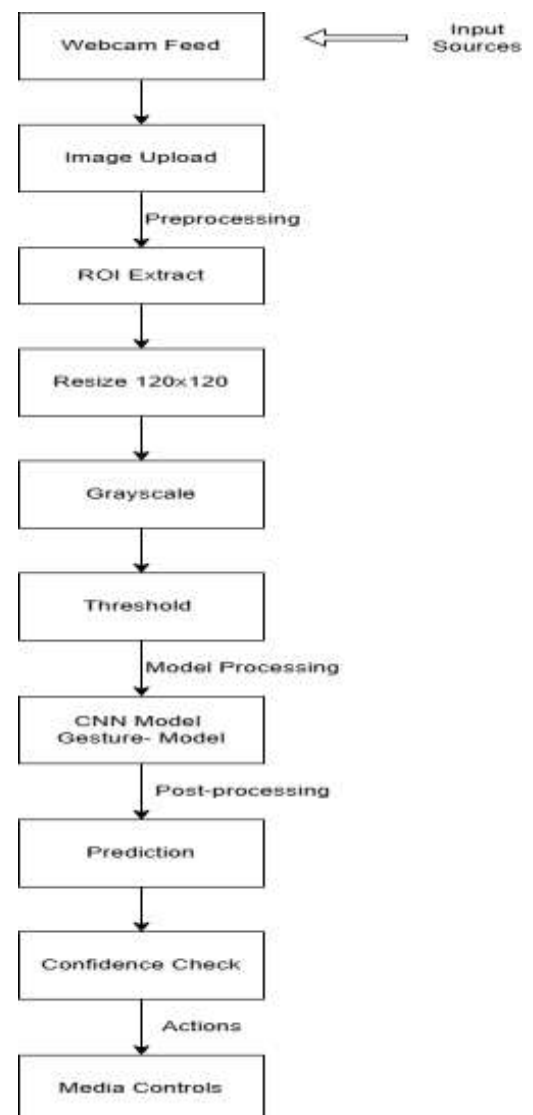 Webcam Feed
Input
Sources
Image Upload
Preprocessing
ROI Extract
Resize 120x120
Grayscale
Threshold
Model Processing
CNN Model
Gesture- Model
Post-processing
Prediction
Confidence Check
Actions
Media Controls